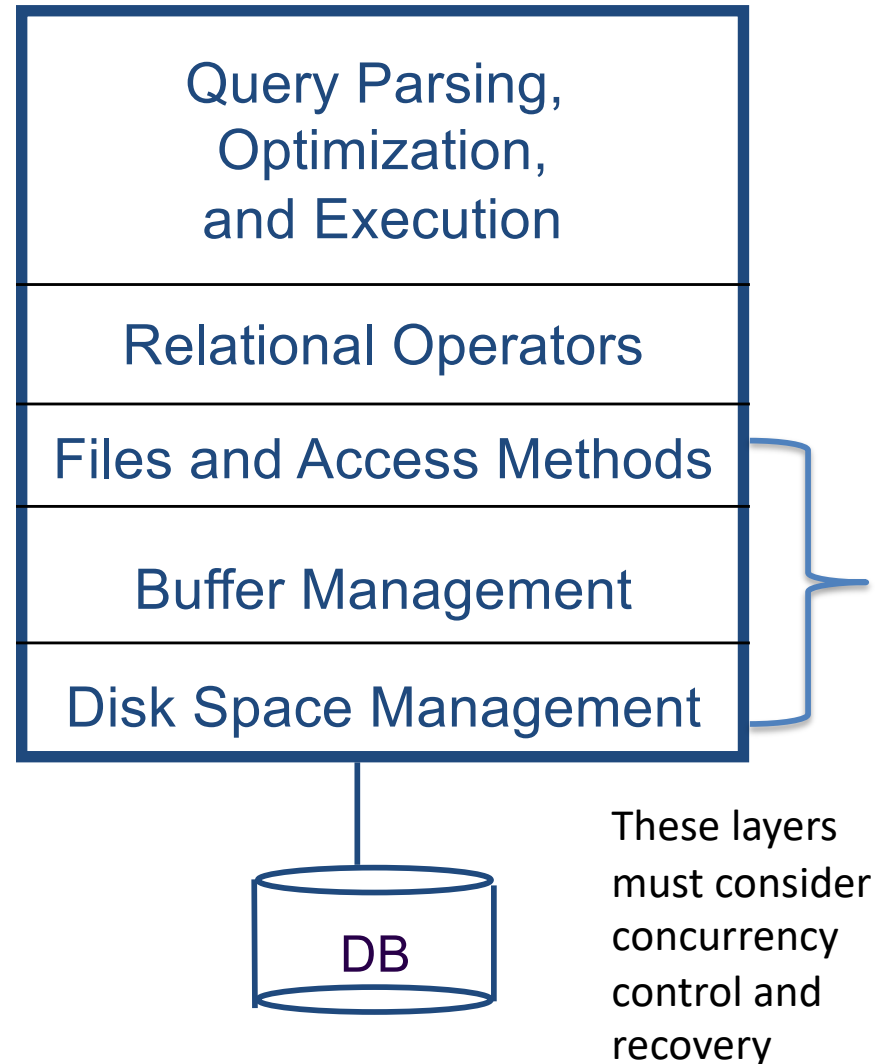 Query Parsing,
Optimization,
and Execution
Relational Operators
Files and Access Methods
Buffer Management
Disk Space Management
DB
These layers
must consider
concurrency
control and
recovery